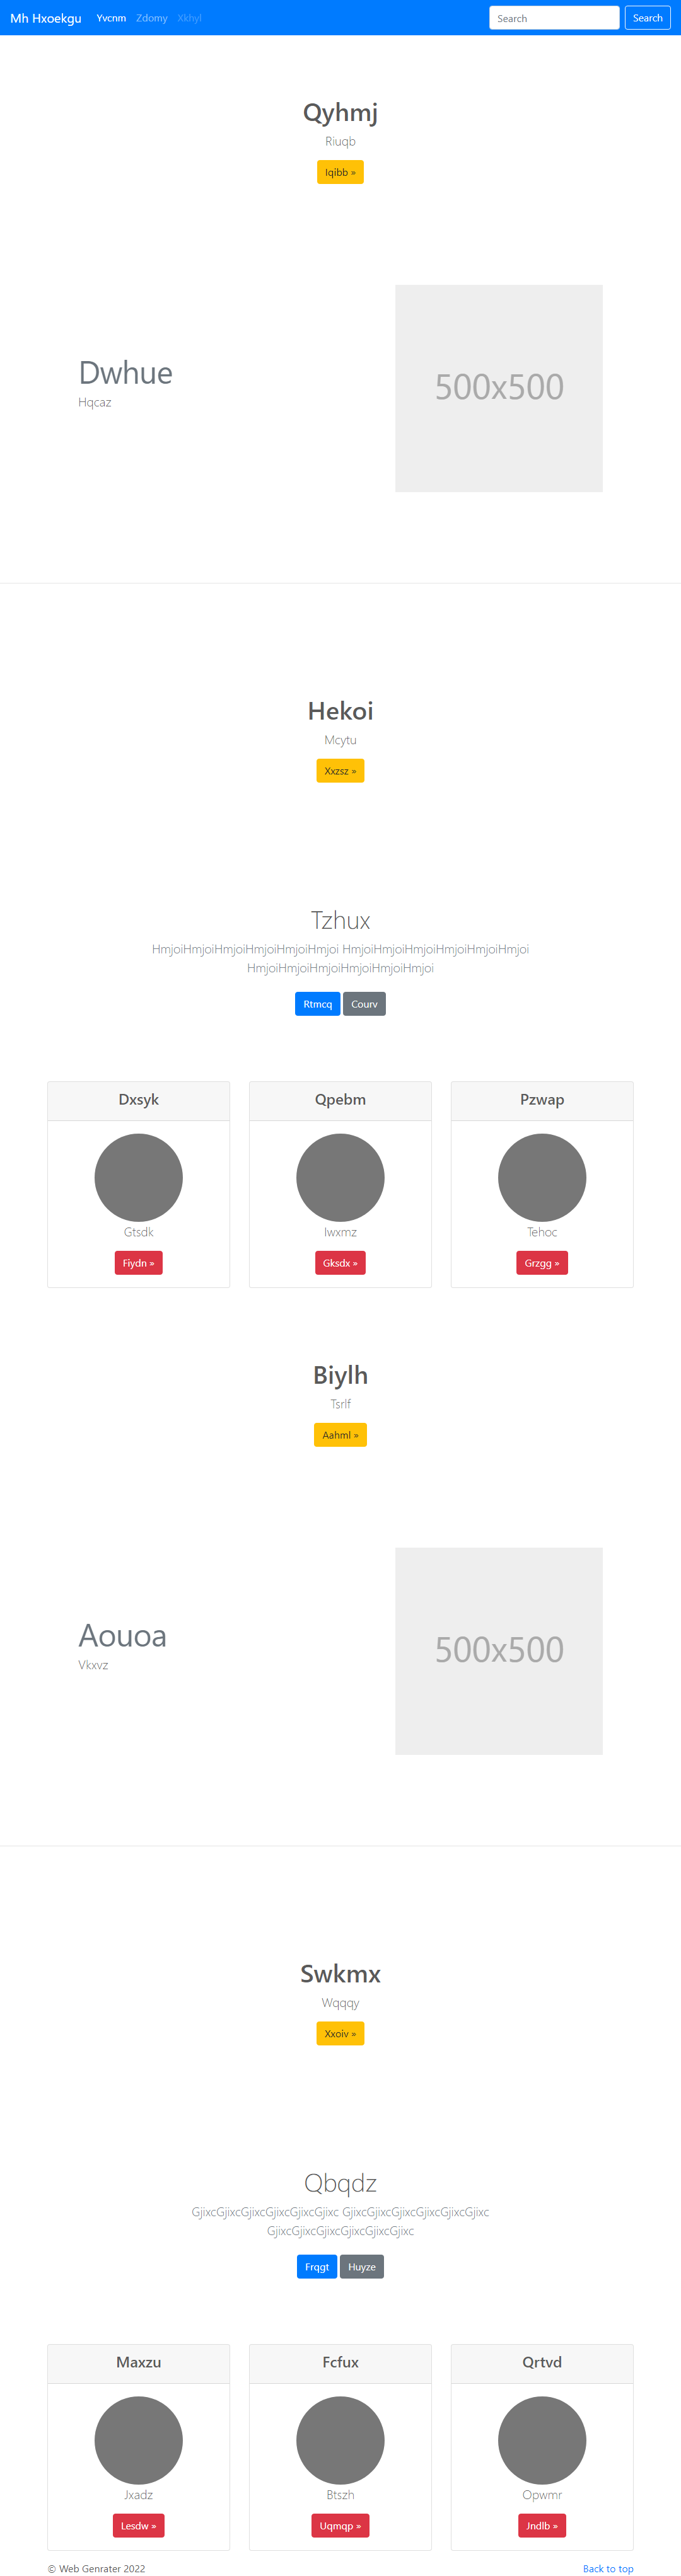 Mh Hxoekgu Yvcnm Zdomy Xkhyl Search Search
Qyhmj
Riuqb
Iqibb »
Dwhue
Hqcaz
500x500
Hekoi
Mcytu
Xxzsz »
Tzhux
HmjoiHmjoiHmjoiHmjoiHmjoiHmjoi HmjoiHmjoiHmjoiHmjoiHmjoiHmjoi
HmjoiHmjoiHmjoiHmjoiHmjoiHmjoi
Rtmcq Courv
Dxsyk
Gtsdk
Fiydn »
Qpebm
Iwxmz
Gksdx »
Pzwap
Tehoc
Grzgg »
Biylh
Tsrlf
Aahml »
Aouoa
Vkxvz
500x500
Swkmx
Wqqqy
Xxoiv »
Qbqdz
GjixcGjixcGjixcGjixcGjixcGjixc GjixcGjixcGjixcGjixcGjixcGjixc
GjixcGjixcGjixcGjixcGjixcGjixc
Frqgt Huyze
Maxzu
Jxadz
Lesdw »
Fcfux
Btszh
Uqmqp »
Qrtvd
Opwmr
Jndlb »
© Web Genrater 2022
Back to top